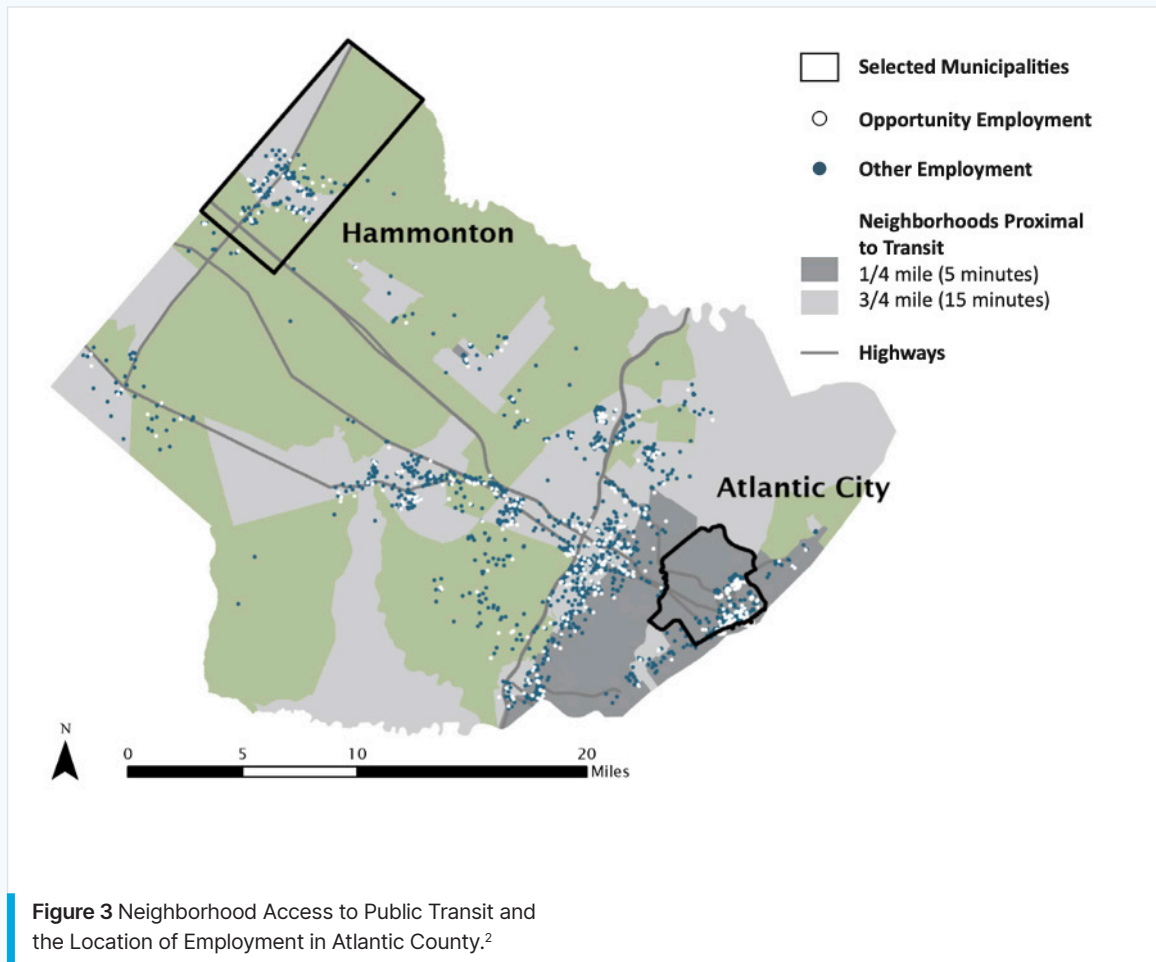 Selected Municipalities
Opportunity Employment
Other Employment
Neighborhoods Proximal
to Transit
1/4 mile (5 minutes)
3/4 mile (15 minutes)
Highways
Hammonton
Atlantic City
N
0 5 10 20
Miles
Figure 3 Neighborhood Access to Public Transit and
the Location of Employment in Atlantic County.²